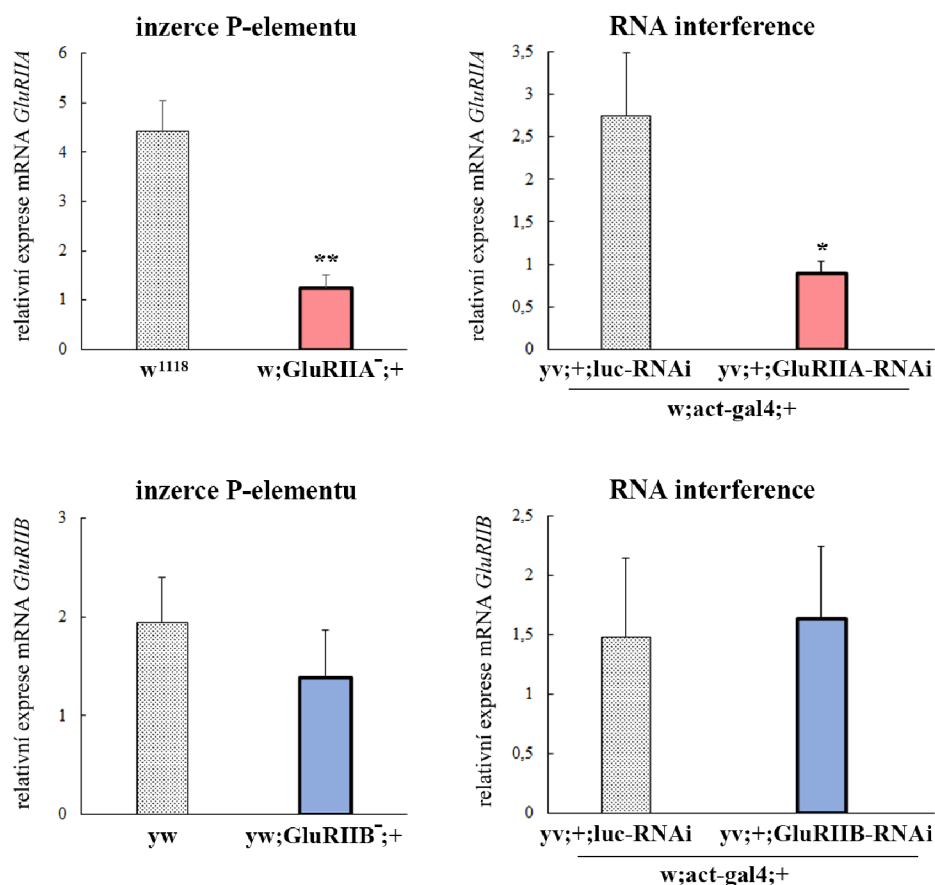 inzerce P-elementu
relativní exprese mRNA GluRIIA
6
5
4
3
2
1
0
**
w¹¹¹⁸
w;GluRIIA⁻;+
RNA interference
relativní exprese mRNA GluRIIA
3,5
3
2,5
2
1,5
1
0,5
0
*
yv;+;luc-RNAi
yv;+;GluRIIA-RNAi
w;act-gal4;+
inzerce P-elementu
relativní exprese mRNA GluRIIB
3
2
1
0
yw
yw;GluRIIB⁻;+
RNA interference
relativní exprese mRNA GluRIIB
2,5
2
1,5
1
0,5
0
yv;+;luc-RNAi
yv;+;GluRIIB-RNAi
w;act-gal4;+